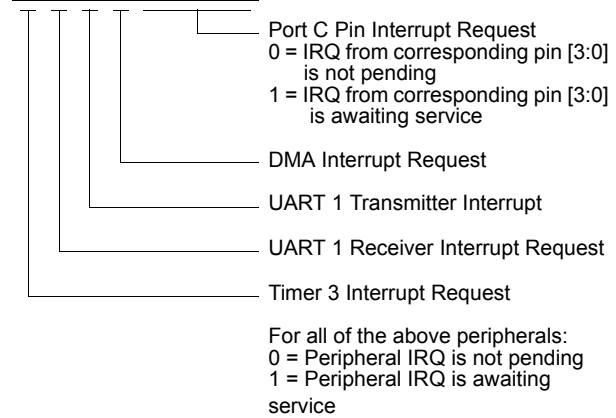 Port C Pin Interrupt Request
0 = IRQ from corresponding pin [3:0]
is not pending
1 = IRQ from corresponding pin [3:0]
is awaiting service
DMA Interrupt Request
UART 1 Transmitter Interrupt
UART 1 Receiver Interrupt Request
Timer 3 Interrupt Request
For all of the above peripherals:
0 = Peripheral IRQ is not pending
1 = Peripheral IRQ is awaiting
service